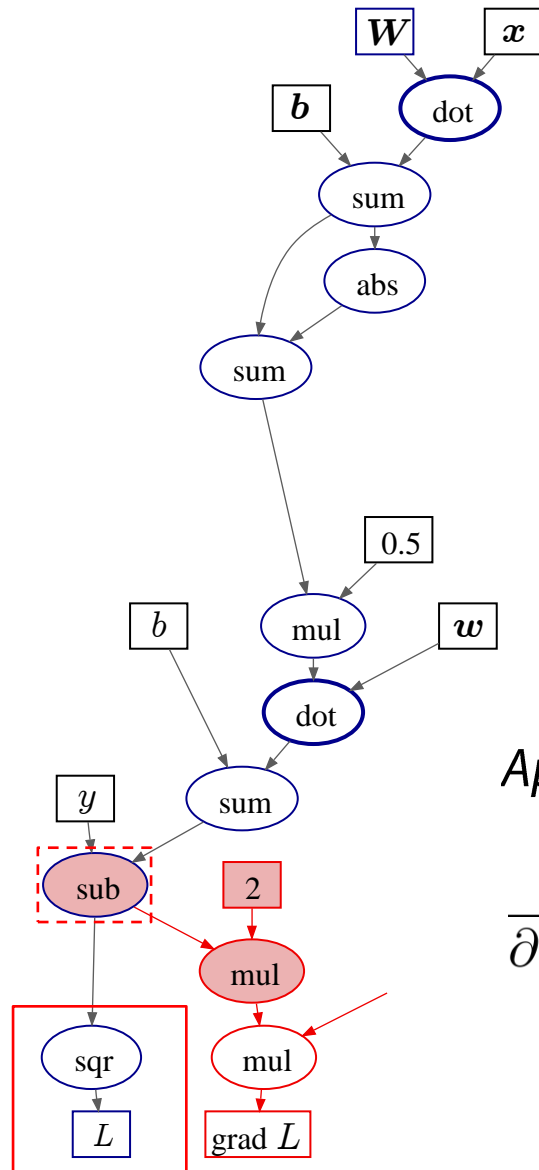 W x
dot
b
sum
abs
sum
0.5
mul
b w
dot
sum
y
sub 2
mul
sqr mul
L grad L
∂